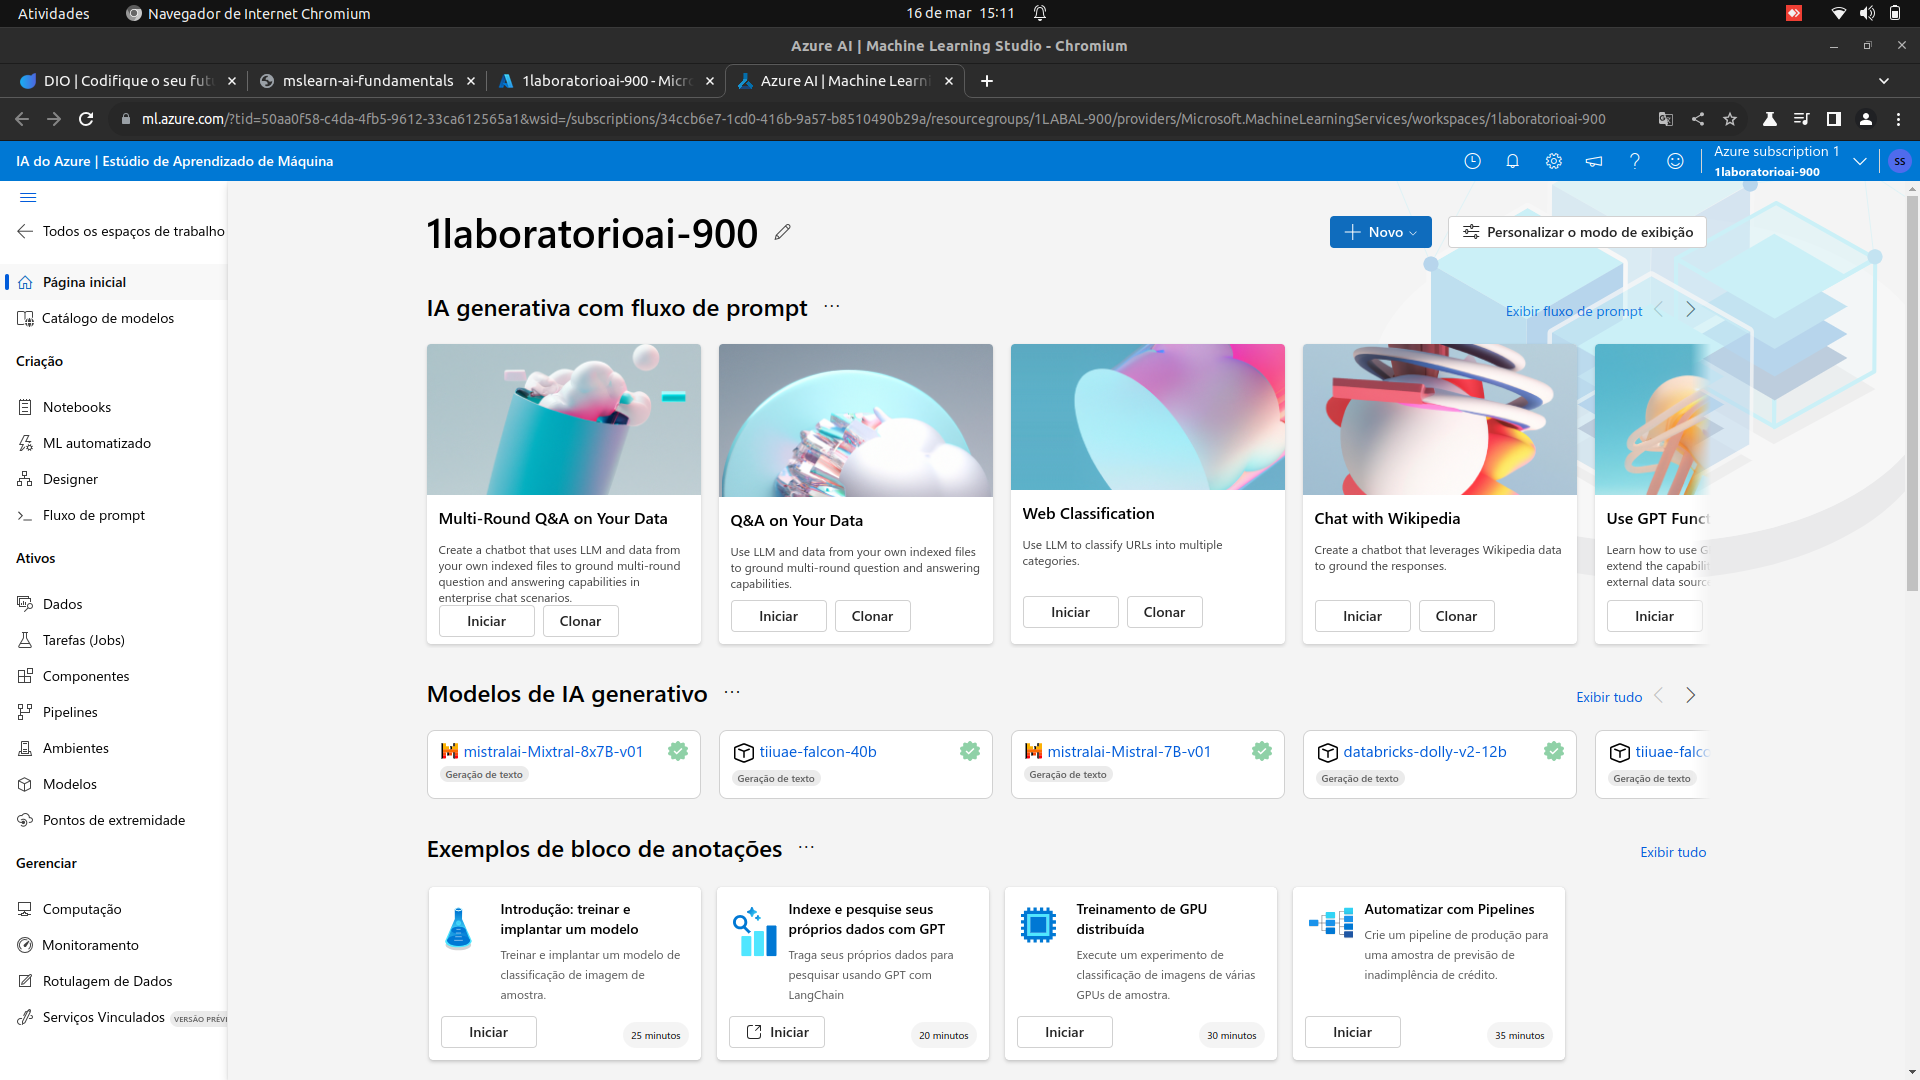 Atividades
Navegador de Internet Chromium
16 de mar 15:11
Azure AI | Machine Learning Studio - Chromium
DIO | Codifique o seu fut
mslearn-ai-fundamentals
1laboratorioai-900 - Micro
Azure AI | Machine Learni
ml.azure.com/?tid=50aa0f58-c4da-4fb5-9612-33ca612565a1&wsid=/subscriptions/34ccb6e7-1cd0-416b-9a57-b8510490b29a/resourcegroups/1LABAL-900/providers/Microsoft.MachineLearningServices/workspaces/1laboratorioai-900
IA do Azure | Estúdio de Aprendizado de Máquina
Azure subscription 1
1laboratorioai-900
SS
Todos os espaços de trabalho
Página inicial
Catálogo de modelos
Criação
Notebooks
ML automatizado
Designer
Fluxo de prompt
Ativos
Dados
Tarefas (Jobs)
Componentes
Pipelines
Ambientes
Modelos
Pontos de extremidade
Gerenciar
Computação
Monitoramento
Rotulagem de Dados
Serviços Vinculados
VERSÃO PRÉVI
1laboratorioai-900
Novo
Personalizar o modo de exibição
IA generativa com fluxo de prompt
Exibir fluxo de prompt
Multi-Round Q&A on Your Data
Create a chatbot that uses LLM and data from
your own indexed files to ground multi-round
question and answering capabilities in
enterprise chat scenarios.
Iniciar
Clonar
Q&A on Your Data
Use LLM and data from your own indexed files
to ground multi-round question and answering
capabilities.
Iniciar
Clonar
Web Classification
Use LLM to classify URLs into multiple
categories.
Iniciar
Clonar
Chat with Wikipedia
Create a chatbot that leverages Wikipedia data
to ground the responses.
Iniciar
Clonar
Use GPT Funct
Learn how to use G
extend the capabilit
external data source
Iniciar
Modelos de IA generativo
Exibir tudo
mistralai-Mixtral-8x7B-v01
Geração de texto
tiiuae-falcon-40b
Geração de texto
mistralai-Mistral-7B-v01
Geração de texto
databricks-dolly-v2-12b
Geração de texto
tiiuae-falco
Geração de texto
Exemplos de bloco de anotações
Exibir tudo
Introdução: treinar e
implantar um modelo
Treinar e implantar um modelo de
classificação de imagem de
amostra.
Iniciar
25 minutos
Indexe e pesquise seus
próprios dados com GPT
Traga seus próprios dados para
pesquisar usando GPT com
LangChain
Iniciar
20 minutos
Treinamento de GPU
distribuída
Execute um experimento de
classificação de imagens de várias
GPUs de amostra.
Iniciar
30 minutos
Automatizar com Pipelines
Crie um pipeline de produção para
uma amostra de previsão de
inadimplência de crédito.
Iniciar
35 minutos